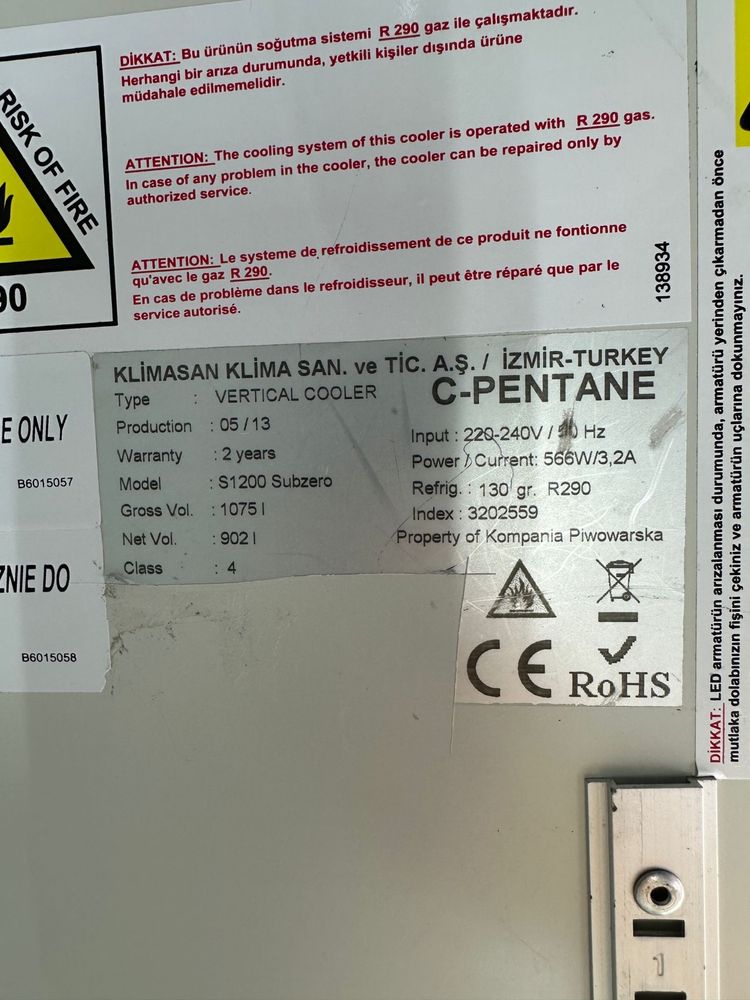 RISK OF FIRE
90
DİKKAT: Bu ürünün soğutma sistemi R 290 gaz ile çalışmaktadır.
Herhangi bir arıza durumunda, yetkili kişiler dışında ürüne
müdahale edilmemelidir.
ATTENTION: The cooling system of this cooler is operated with R 290 gas.
In case of any problem in the cooler, the cooler can be repaired only by
authorized service.
ATTENTION: Le systeme de refroidissement de ce produit ne fontionne
qu'avec le gaz R 290.
En cas de problème dans le refroidisseur, il peut être réparé que par le
service autorisé.
138934
E ONLY
B6015057
ZNIE DO
B6015058
KLİMASAN KLİMA SAN. ve TİC. A.Ş. / İZMİR-TURKEY
C-PENTANE
Type : VERTICAL COOLER
Production : 05 / 13
Warranty : 2 years
Model : S1200 Subzero
Gross Vol. : 1075 l
Net Vol. : 902 l
Class : 4
Input : 220-240V / 50 Hz
Power / Current: 566W/3,2A
Refrig. : 130 gr. R290
Index : 3202559
Property of Kompania Piwowarska
CE
RoHS
DİKKAT: LED armatürün arızalanması durumunda, armatürü yerinden çıkarmadan önce
mutlaka dolabınızın fişini çekiniz ve armatürün uçlarına dokunmayınız.
1